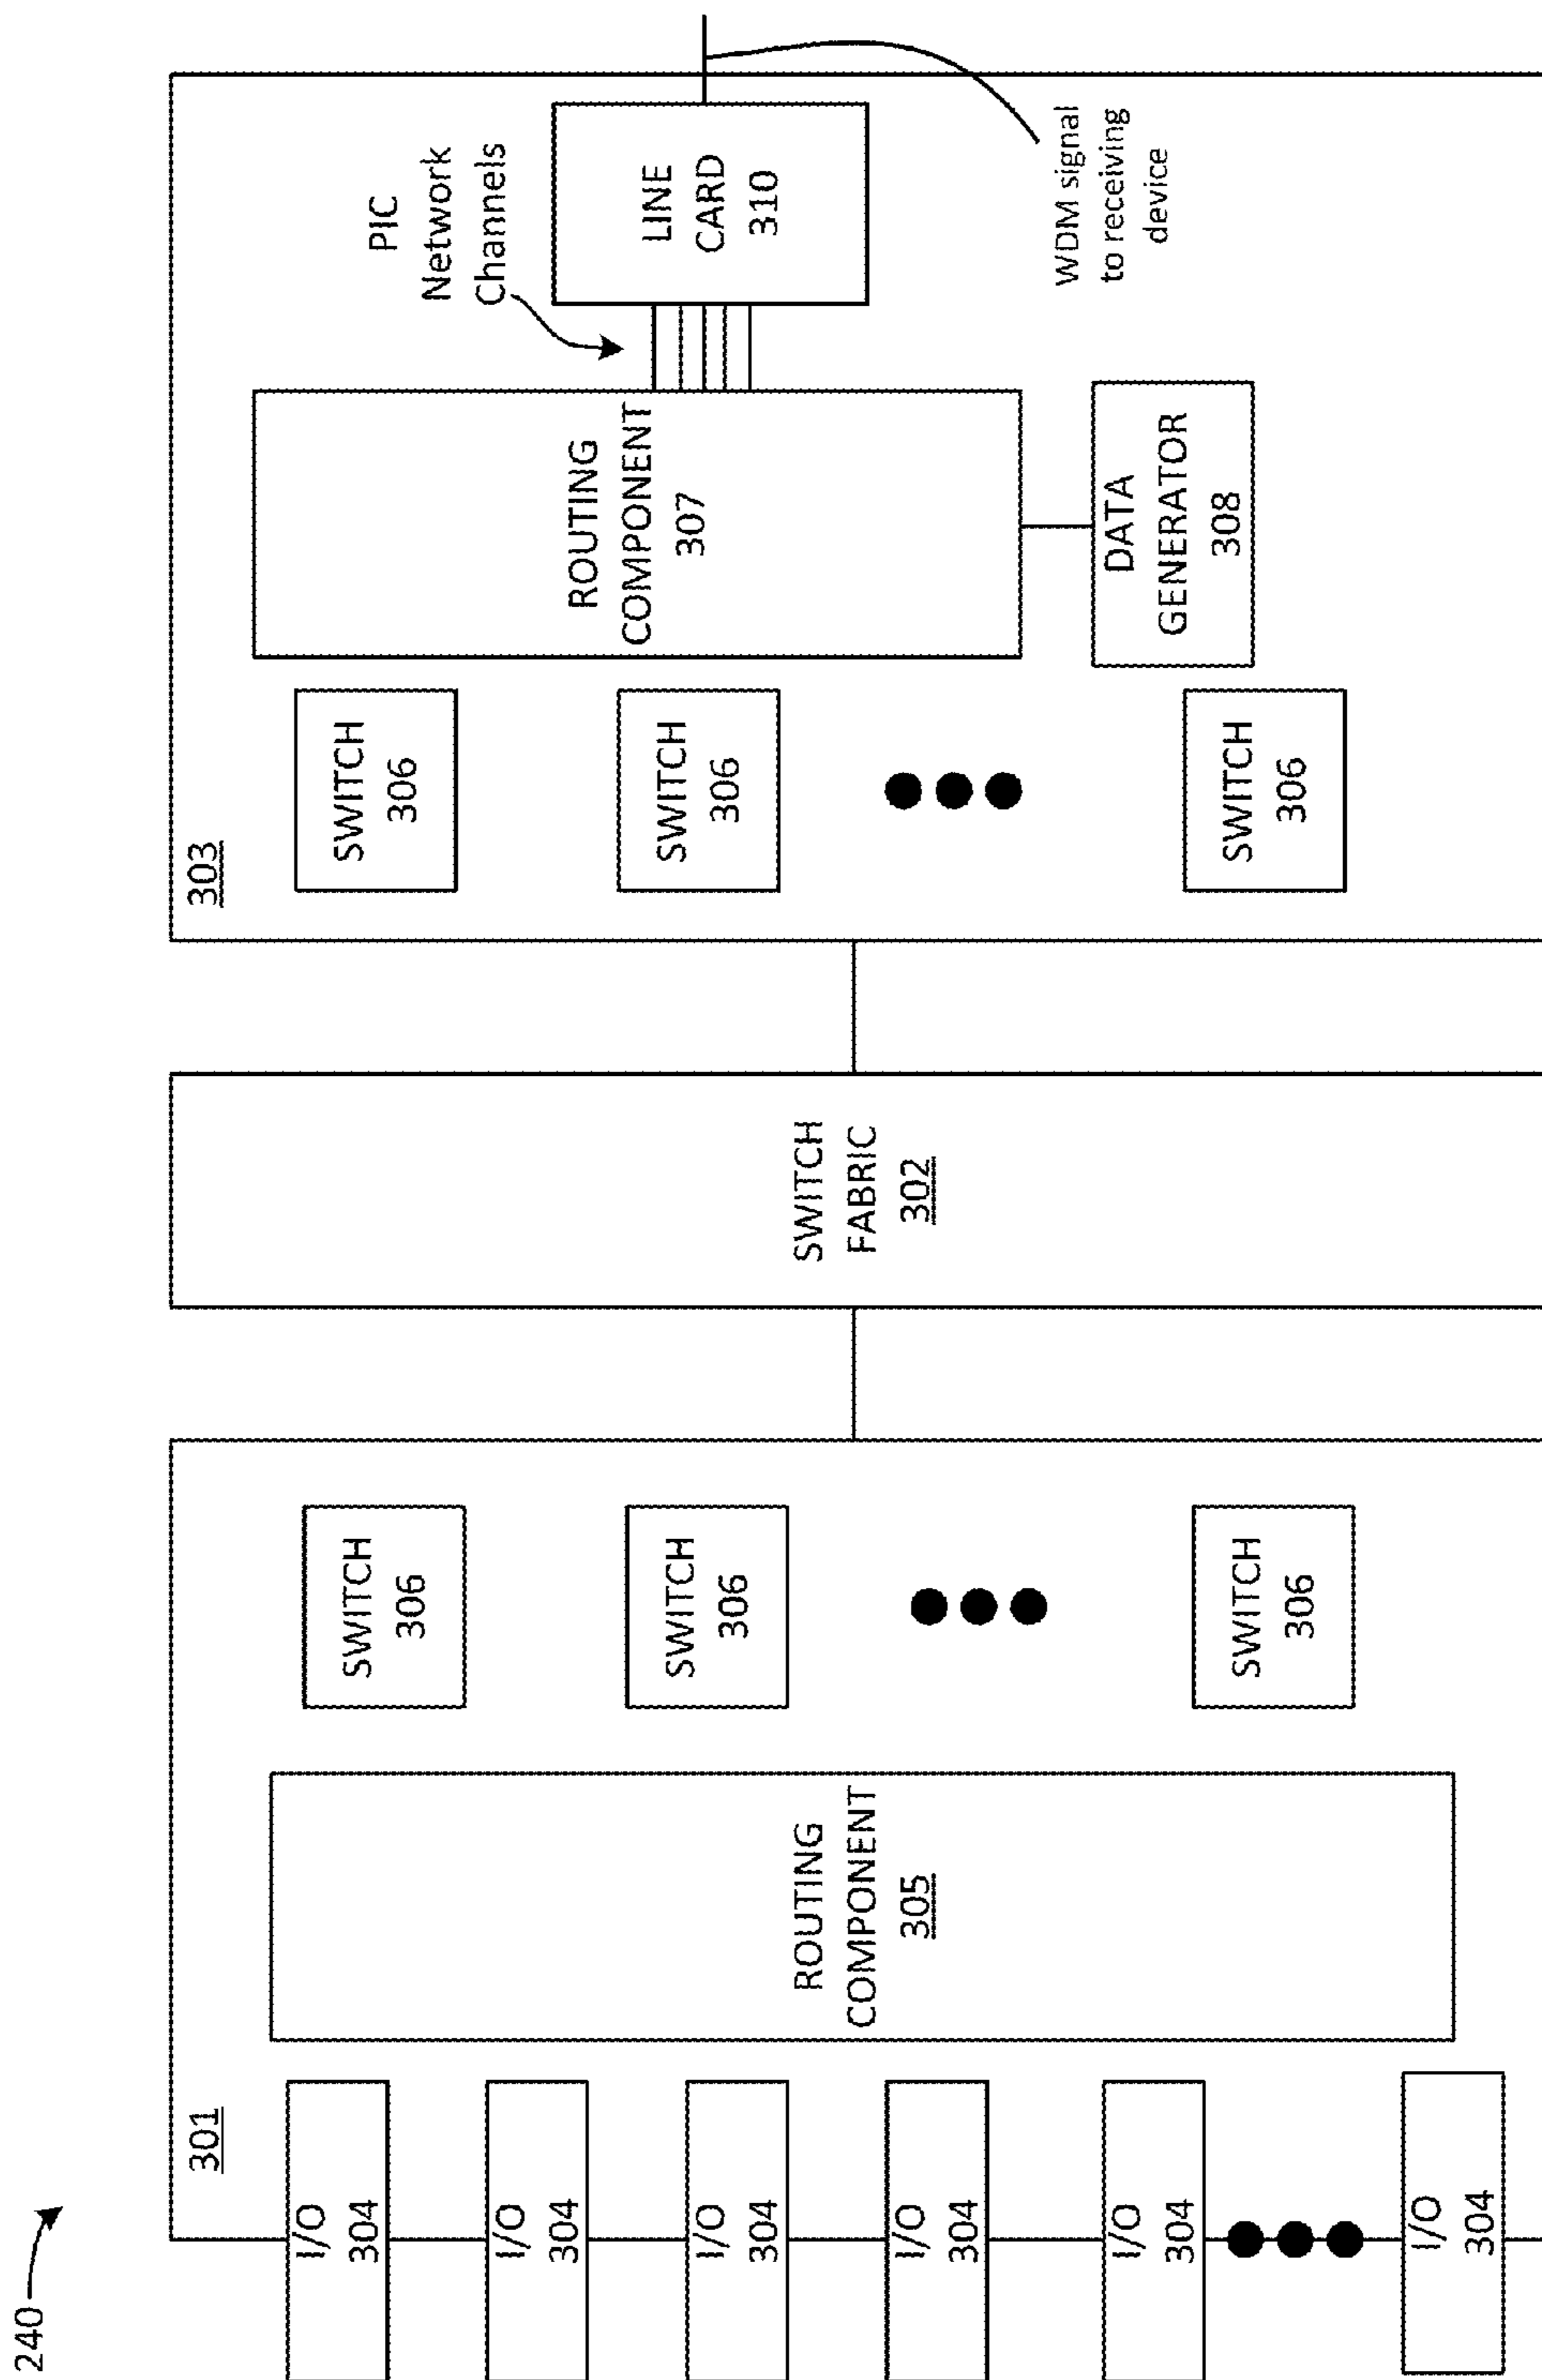 240
301
I/O
304
I/O
304
I/O
304
I/O
304
I/O
304
I/O
304
ROUTING
COMPONENT
305
SWITCH
306
SWITCH
306
SWITCH
306
SWITCH
FABRIC
302
303
SWITCH
306
SWITCH
306
SWITCH
306
ROUTING
COMPONENT
307
DATA
GENERATOR
308
PIC
Network
Channels
LINE
CARD
310
WDM signal
to receiving
device